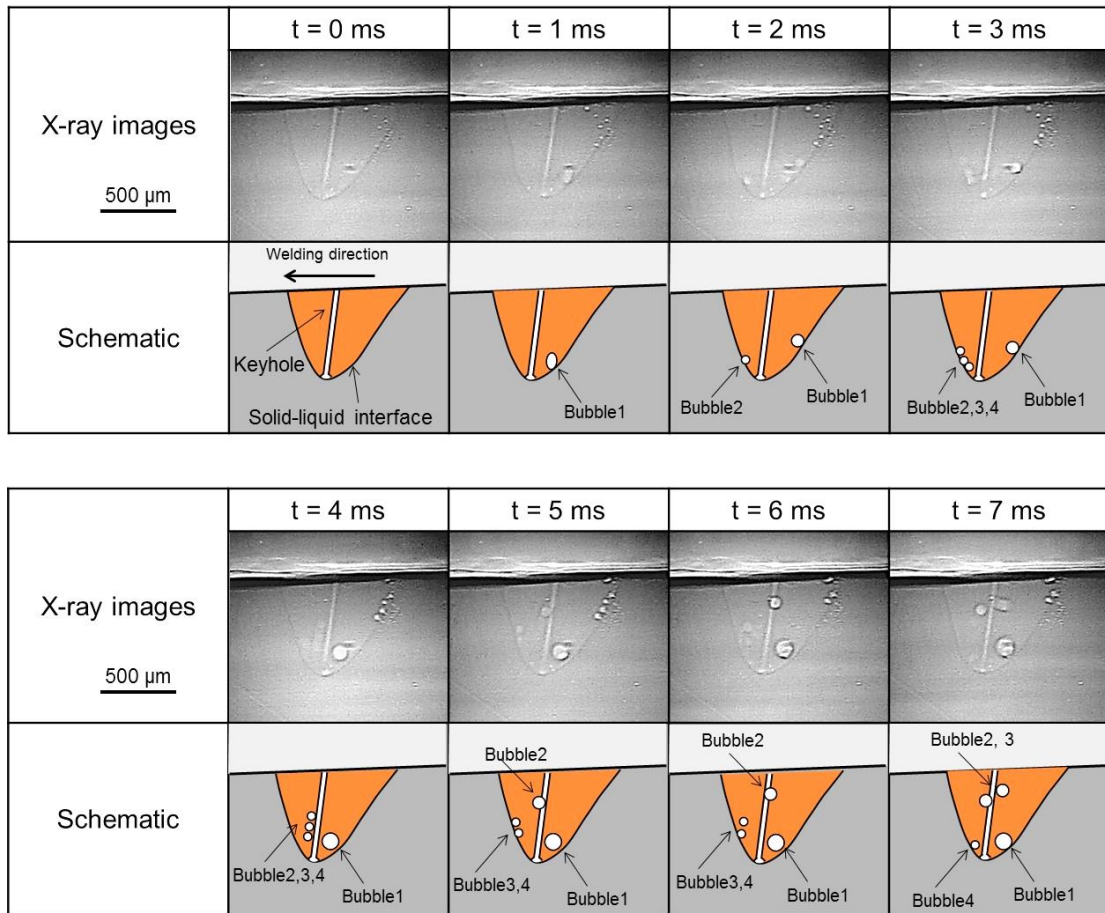 t = 0 ms
t = 1 ms
t = 2 ms
t = 3 ms
X-ray images
500 µm
Schematic
Welding direction
Keyhole
Solid-liquid interface
Bubble1
Bubble2
Bubble1
Bubble2,3,4
Bubble1
t = 4 ms
t = 5 ms
t = 6 ms
t = 7 ms
X-ray images
500 µm
Schematic
Bubble2,3,4
Bubble1
Bubble2
Bubble3,4
Bubble1
Bubble2
Bubble3,4
Bubble1
Bubble2, 3
Bubble4
Bubble1